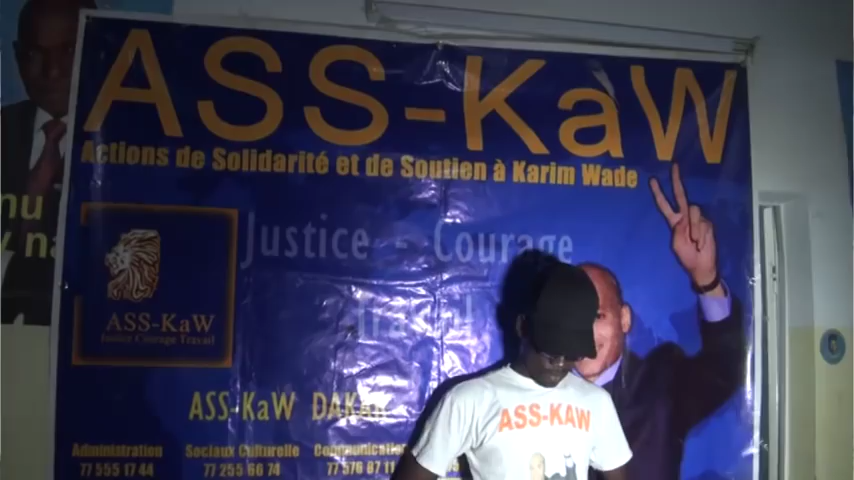 ASS-KaW
Actions de Solidarité et de Soutien à Karim Wade
Justice - Courage
Travail
ASS-KaW
Justice Courage Travail
ASS-KaW DAKAR
Administration Sociaux Culturelle Communication
77 555 17 44 77 255 66 74
ASS-KAW